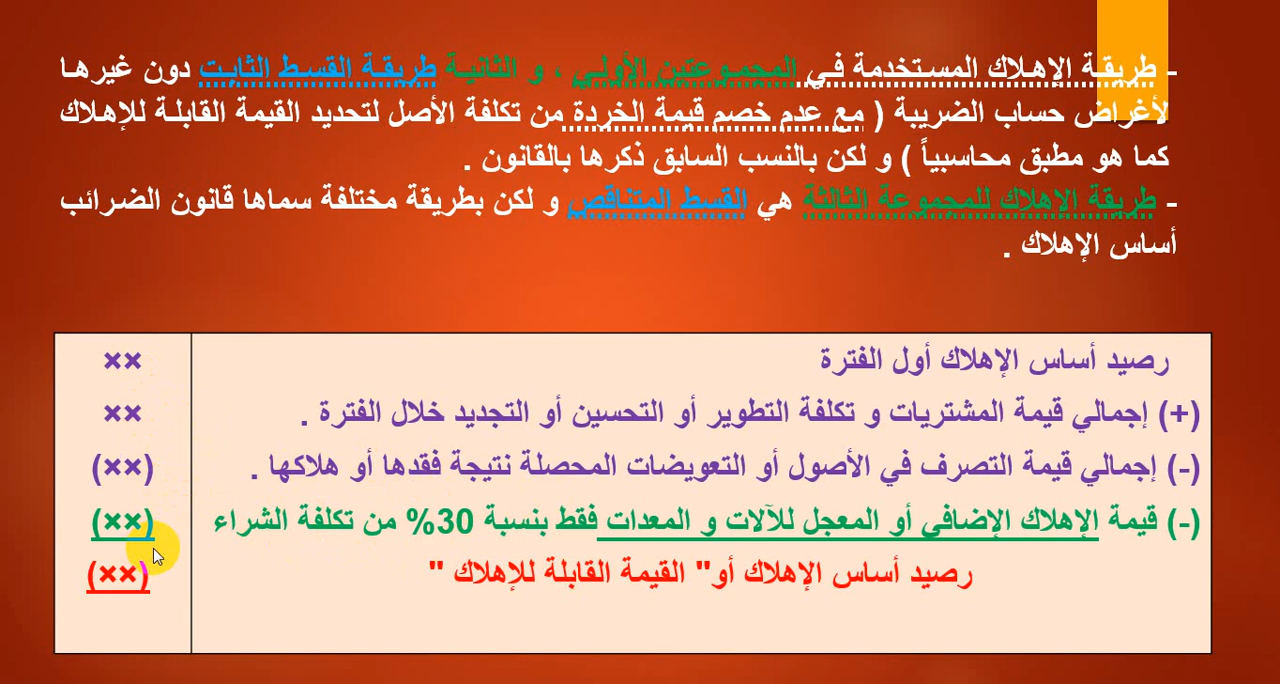 - طريقة الإهلاك المستخدمة في المجموعتين الأولي ، و الثانية طريقة القسط الثابت دون غيرها
لأغراض حساب الضريبة ( مع عدم خصم قيمة الخردة من تكلفة الأصل لتحديد القيمة القابلة للإهلاك
كما هو مطبق محاسبياً ) و لكن بالنسب السابق ذكرها بالقانون .
- طريقة الإهلاك للمجموعة الثالثة هي القسط المتناقص و لكن بطريقة مختلفة سماها قانون الضرائب
أساس الإهلاك .
رصيد أساس الإهلاك أول الفترة ××
(+) إجمالي قيمة المشتريات و تكلفة التطوير أو التحسين أو التجديد خلال الفترة . ××
(-) إجمالي قيمة التصرف في الأصول أو التعويضات المحصلة نتيجة فقدها أو هلاكها . (××)
(-) قيمة الإهلاك الإضافي أو المعجل للآلات و المعدات فقط بنسبة 30% من تكلفة الشراء (××)
رصيد أساس الإهلاك أو" القيمة القابلة للإهلاك " (××)